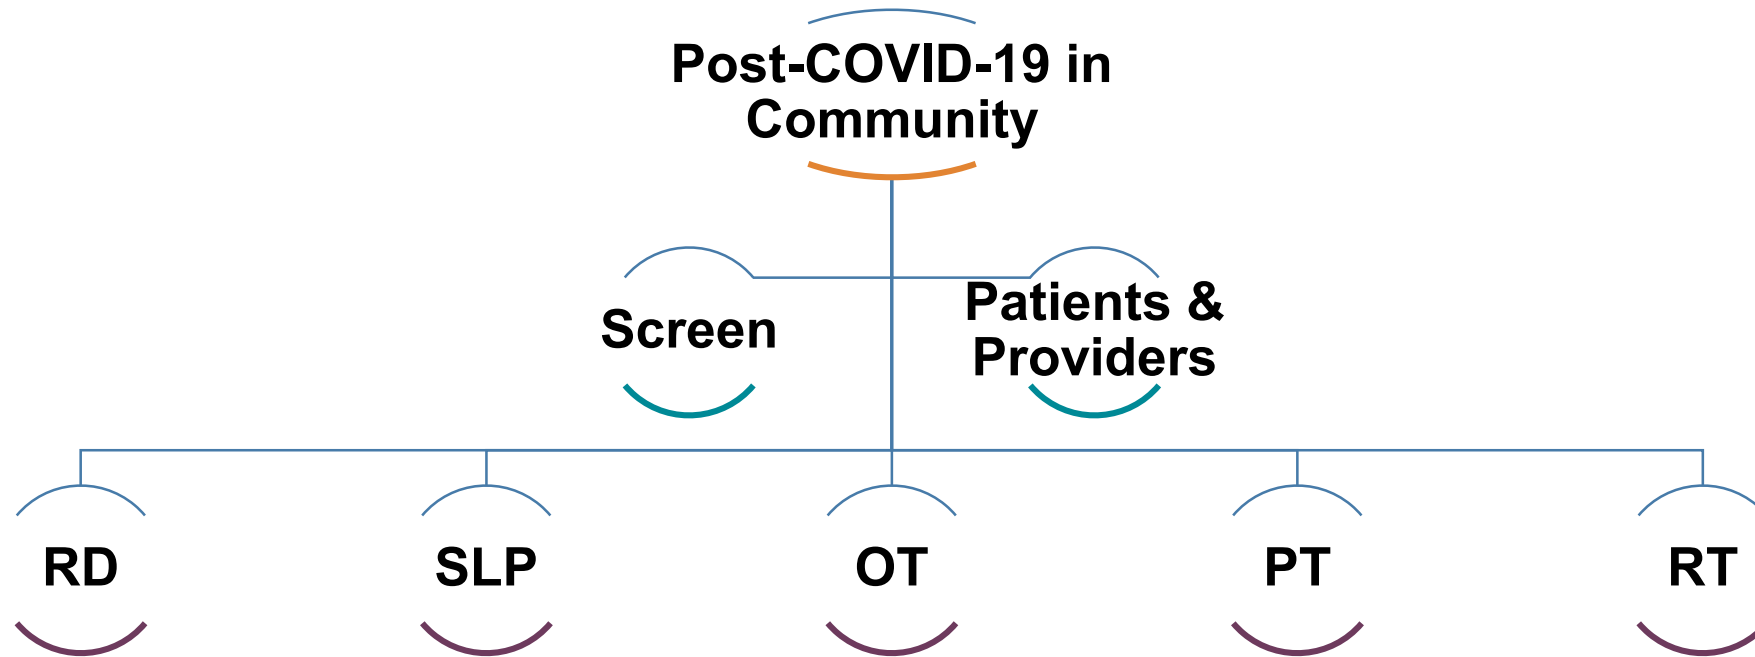 Post-COVID-19 in
Community
Screen
Patients &
Providers
RD
SLP
OT
PT
RT